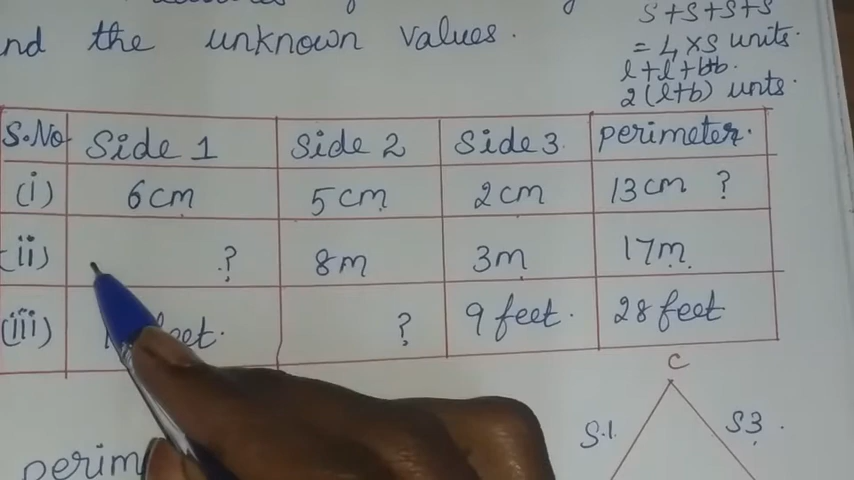 S+S+S+S
nd the unknown values.
= 4 × S units.
l+l+b+b.
2(l+b) units.
S.No Side 1 Side 2 Side 3. perimeter.
(i) 6cm 5cm 2cm 13cm ?
(ii) ? 8m 3m 17m
(iii) feet. ? 9 feet. 28 feet
C
S.1 S3
perim